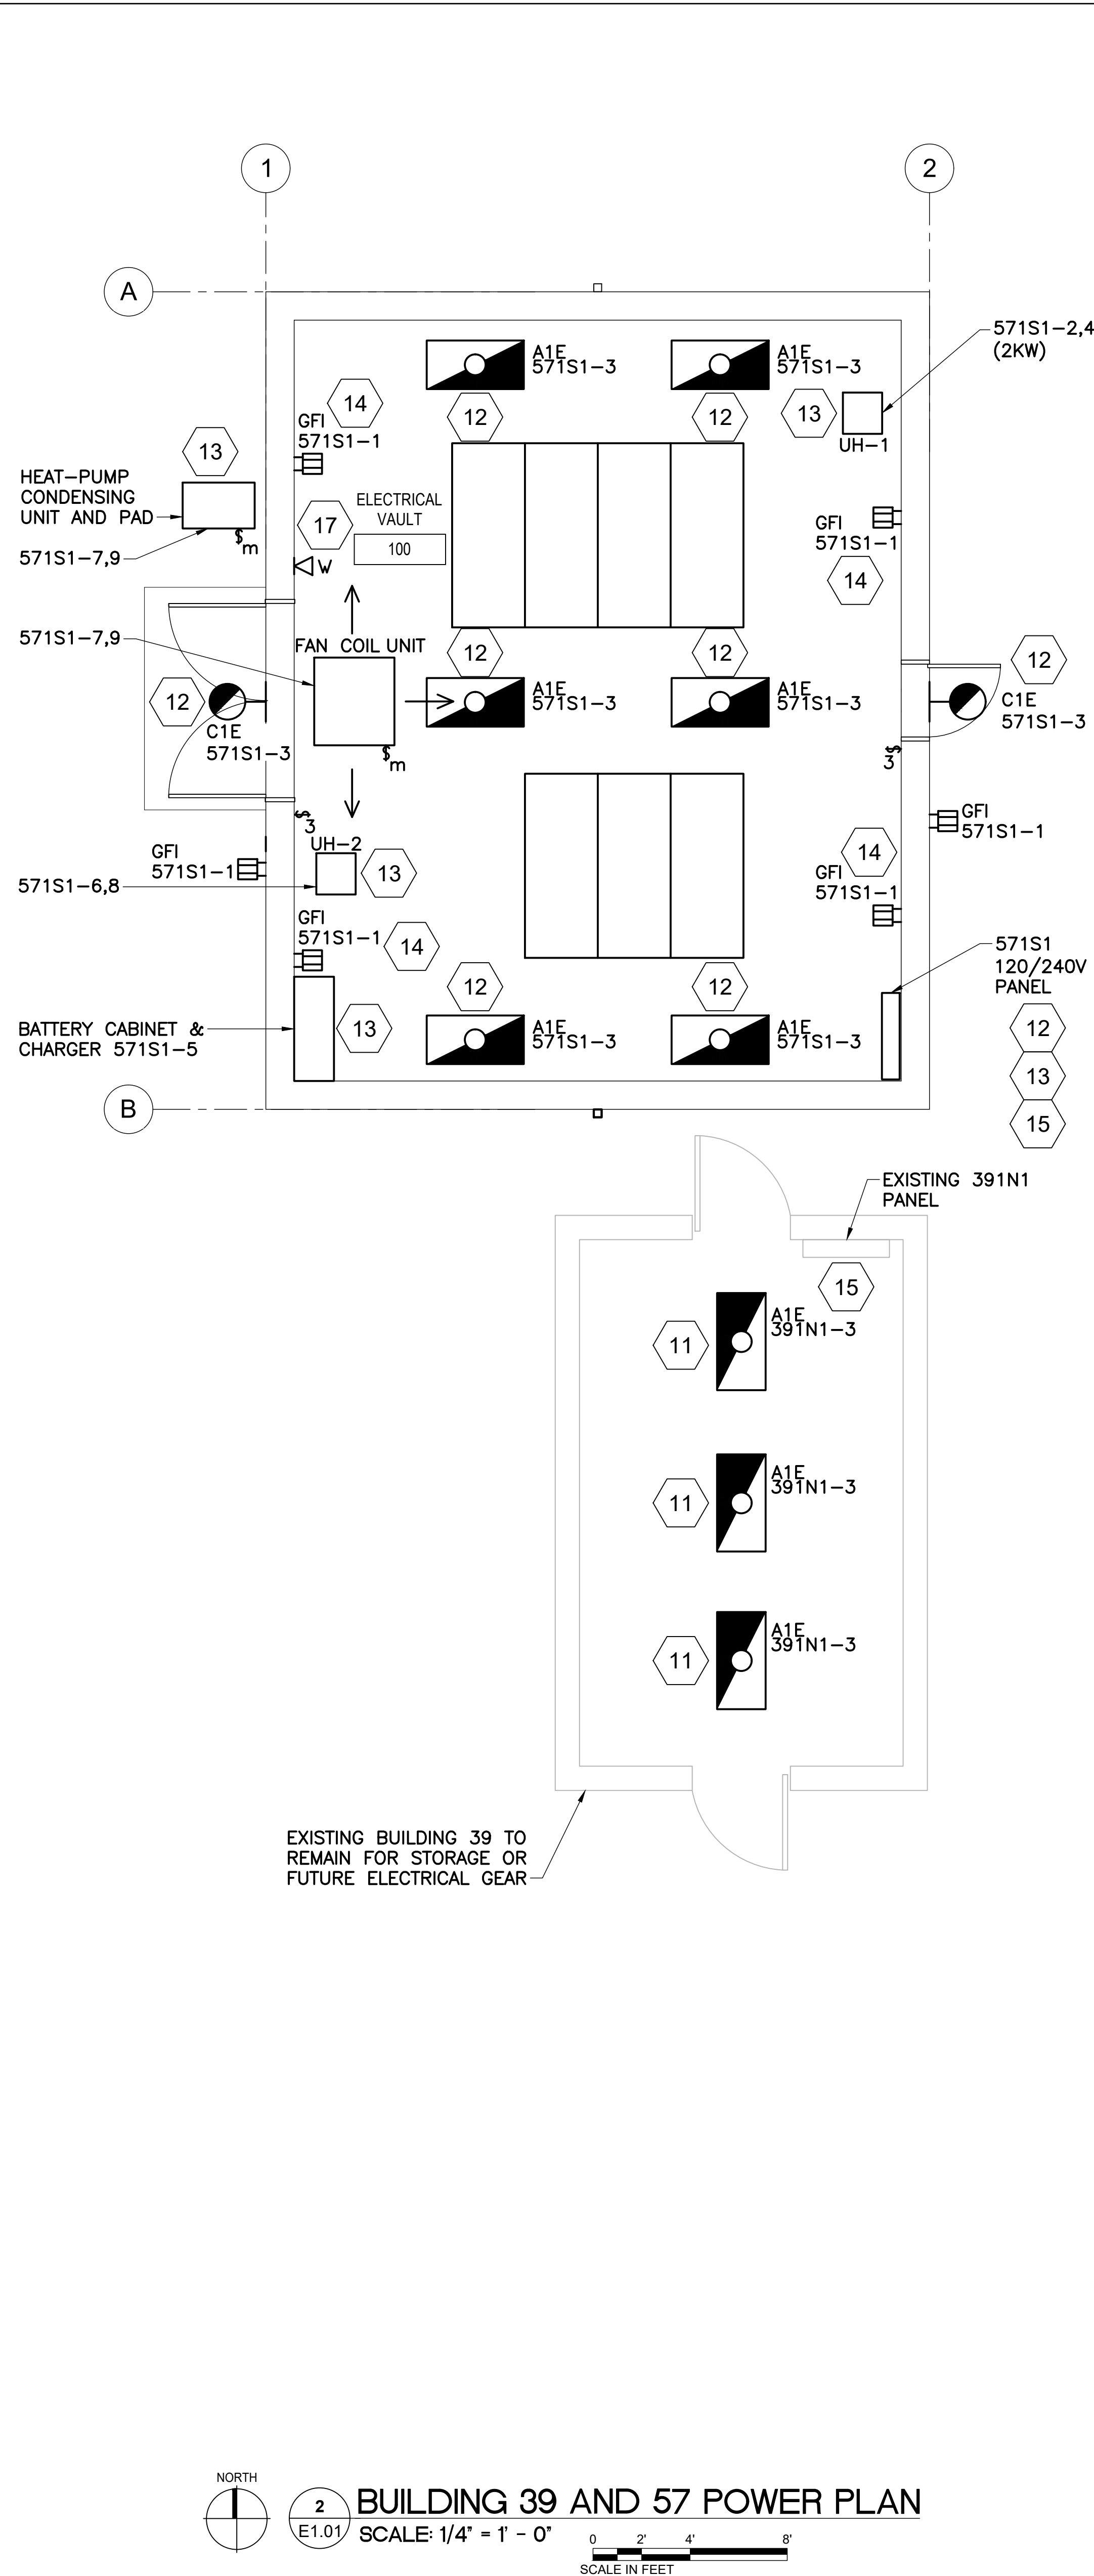 1
2
A
571S1-2,4
(2KW)
A1E
571S1-3
A1E
571S1-3
14
12
12
13
GFI
571S1-1
UH-1
13
HEAT-PUMP
CONDENSING
UNIT AND PAD
ELECTRICAL
VAULT
17
100
GFI
571S1-1
$m
571S1-7,9
W
14
571S1-7,9
FAN COIL UNIT
12
12
12
12
A1E
571S1-3
A1E
571S1-3
C1E
571S1-3
C1E
571S1-3
$m
$3
$3
GFI
571S1-1
UH-2
GFI
571S1-1
14
13
GFI
571S1-1
571S1-6,8
GFI
571S1-1
14
571S1
120/240V
PANEL
12
12
BATTERY CABINET &
CHARGER 571S1-5
13
A1E
571S1-3
A1E
571S1-3
12
13
15
B
EXISTING 391N1
PANEL
15
A1E
391N1-3
11
A1E
391N1-3
11
A1E
391N1-3
11
EXISTING BUILDING 39 TO
REMAIN FOR STORAGE OR
FUTURE ELECTRICAL GEAR
NORTH
2
E1.01
BUILDING 39 AND 57 POWER PLAN
SCALE: 1/4" = 1' - 0"
0 2' 4' 8'
SCALE IN FEET